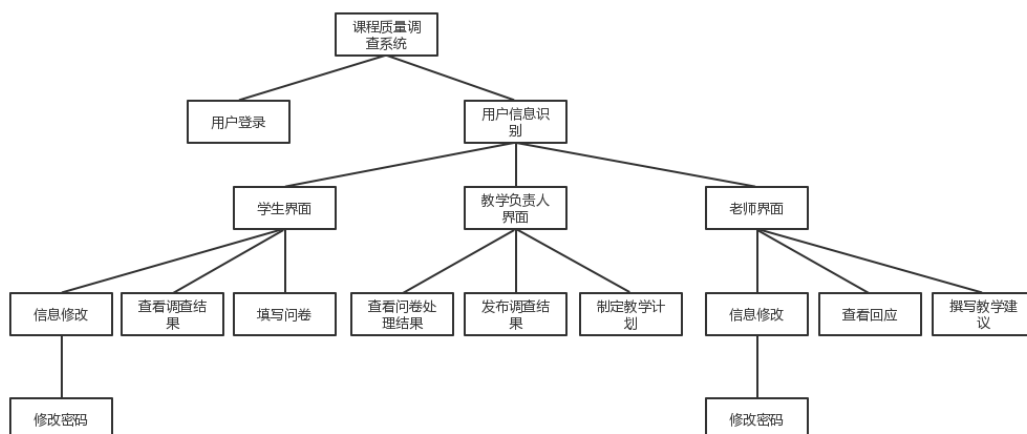 课程质量调
查系统
用户登录
用户信息识
别
学生界面
教学负责人
界面
老师界面
信息修改
查看调查结
果
填写问卷
查看问卷处
理结果
发布调查结
果
制定教学计
划
信息修改
查看回应
撰写教学建
议
修改密码
修改密码